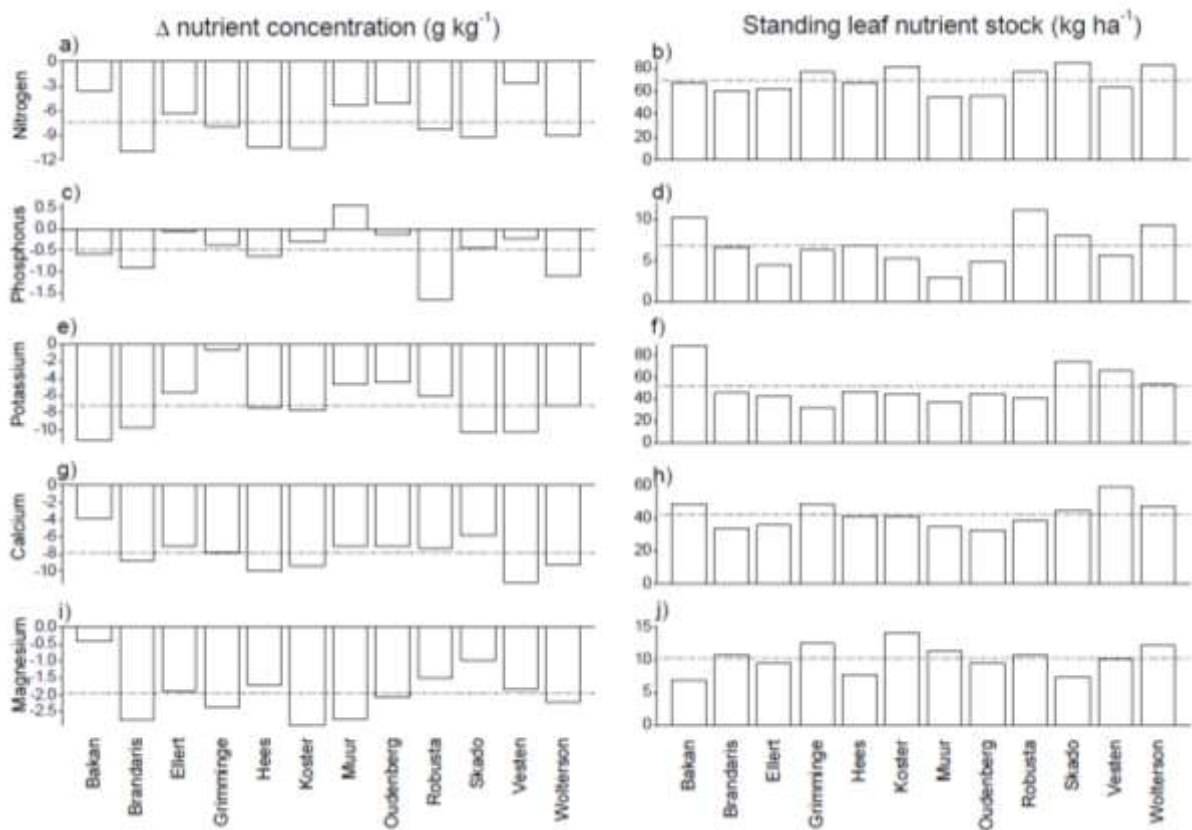 Δ nutrient concentration (g kg⁻¹)
Standing leaf nutrient stock (kg ha⁻¹)
a)
Nitrogen
0
-3
-6
-9
-12
b)
80
60
40
20
0
c)
Phosphorus
0.5
0.0
-0.5
-1.0
-1.5
d)
10
5
0
e)
Potassium
0
-2
-4
-6
-8
-10
f)
80
60
40
20
0
g)
Calcium
0
-2
-4
-6
-8
-10
h)
60
40
20
0
i)
Magnesium
0.0
-0.5
-1.0
-1.5
-2.0
-2.5
j)
15
10
5
0
Bakan
Brandaris
Ellert
Grimminge
Hees
Koster
Muur
Oudenberg
Robusta
Skado
Vesten
Wolterson
Bakan
Brandaris
Ellert
Grimminge
Hees
Koster
Muur
Oudenberg
Robusta
Skado
Vesten
Wolterson